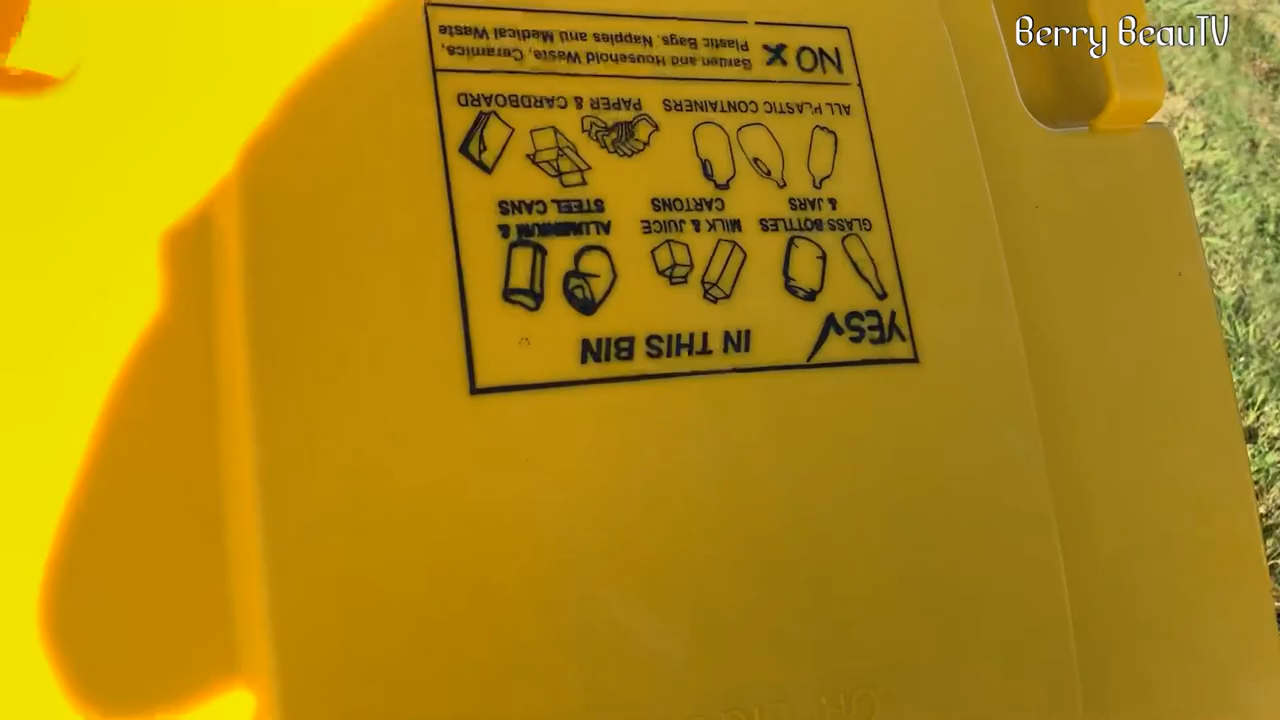 Berry BeauTV
YES✓ IN THIS BIN
GLASS BOTTLES & JARS
MILK & JUICE CARTONS
ALUMINIUM & STEEL CANS
ALL PLASTIC CONTAINERS
PAPER & CARDBOARD
NO ✗ Garden and Household Waste, Ceramics,
Plastic Bags, Nappies and Medical Waste